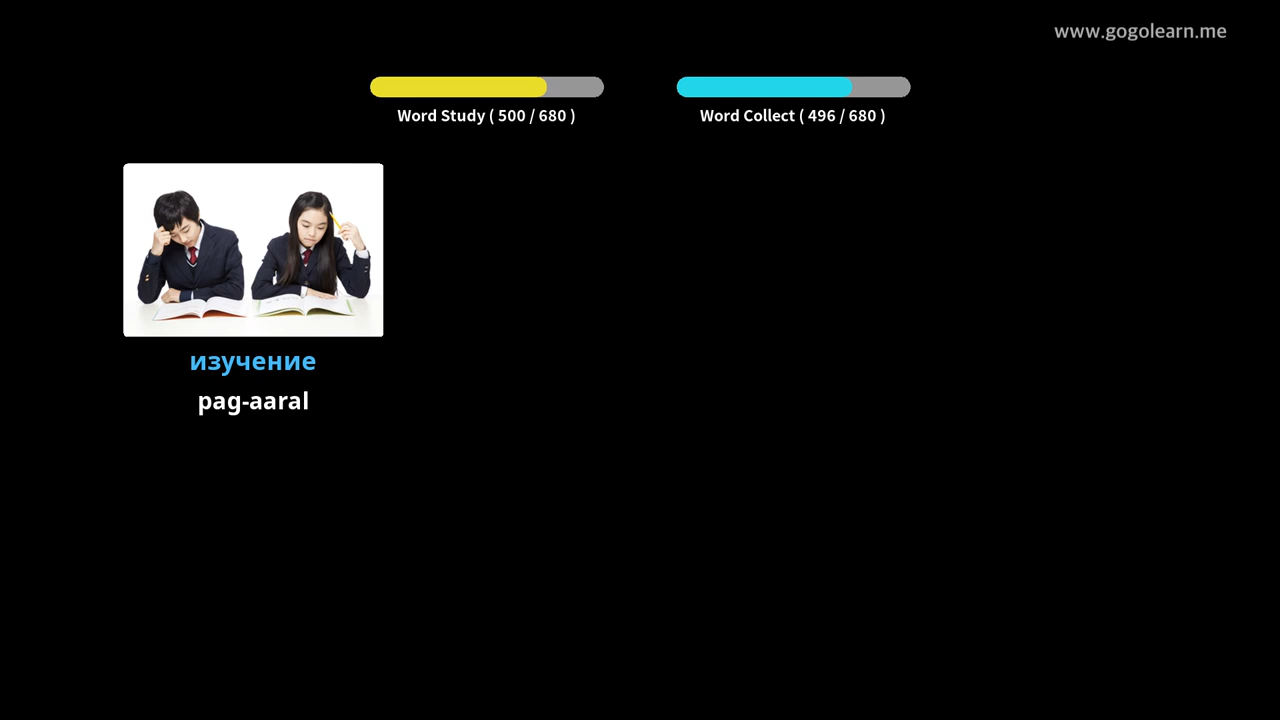 www.gogolearn.me
Word Study ( 500 / 680 )
Word Collect ( 496 / 680 )
изучение
pag-aaral